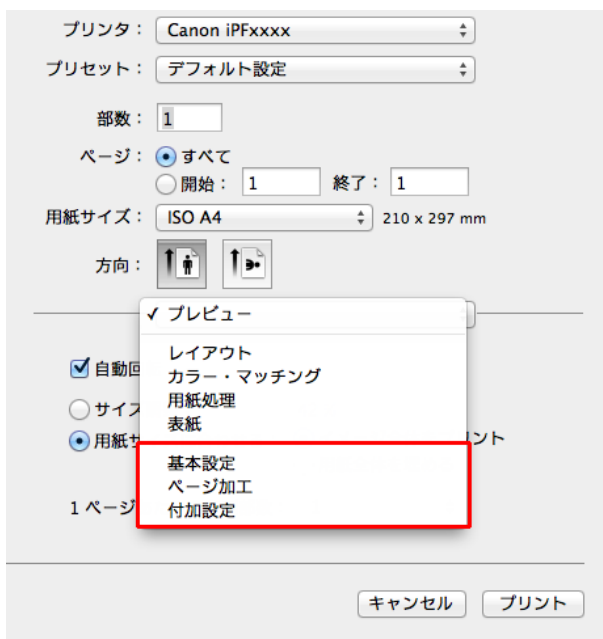 プリンタ： Canon iPFxxxx
プリセット： デフォルト設定
部数： 1
ページ： すべて
開始： 1 終了： 1
用紙サイズ： ISO A4 210 x 297 mm
方向：
✓ プレビュー
レイアウト
自動回
カラー・マッチング
用紙処理
サイズ
表紙
用紙サ ント
基本設定
ページ加工
1 ページ
付加設定
キャンセル プリント